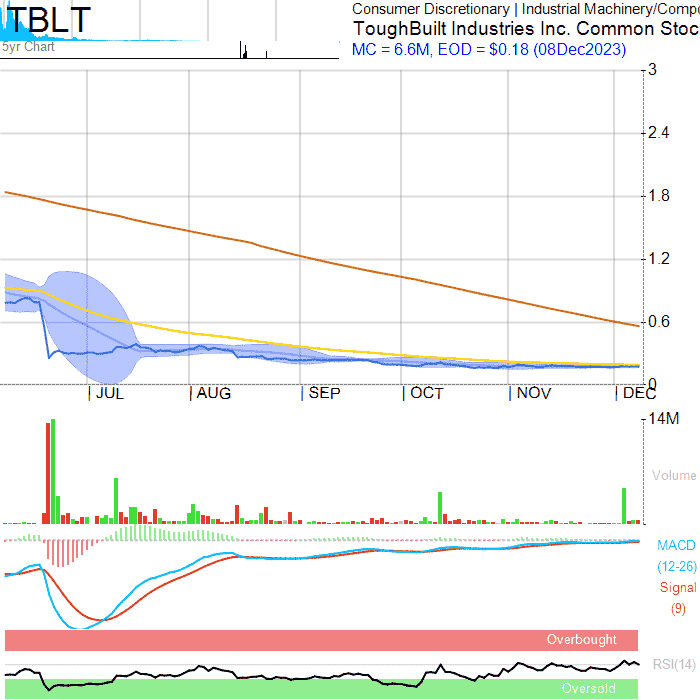 TBLT
5yr Chart
Consumer Discretionary | Industrial Machinery/Compo
ToughBuilt Industries Inc. Common Stoc
MC = 6.6M, EOD = $0.18 (08Dec2023)
3
2.4
1.8
1.2
0.6
0
JUL AUG SEP OCT NOV DEC
14M
Volume
MACD
(12-26)
Signal
(9)
Overbought
RSI(14)
Oversold